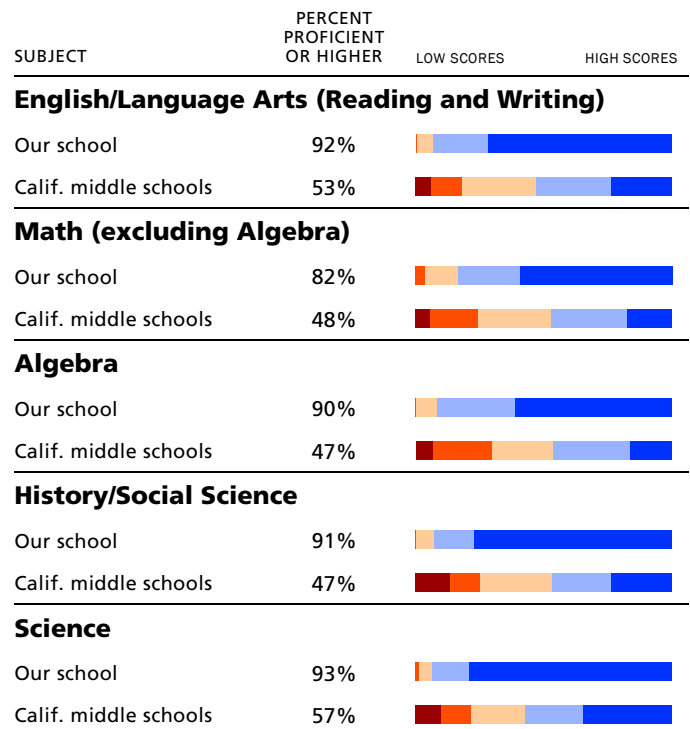 PERCENT
PROFICIENT
SUBJECT OR HIGHER LOW SCORES HIGH SCORES
English/Language Arts (Reading and Writing)
Our school 92%
Calif. middle schools 53%
Math (excluding Algebra)
Our school 82%
Calif. middle schools 48%
Algebra
Our school 90%
Calif. middle schools 47%
History/Social Science
Our school 91%
Calif. middle schools 47%
Science
Our school 93%
Calif. middle schools 57%